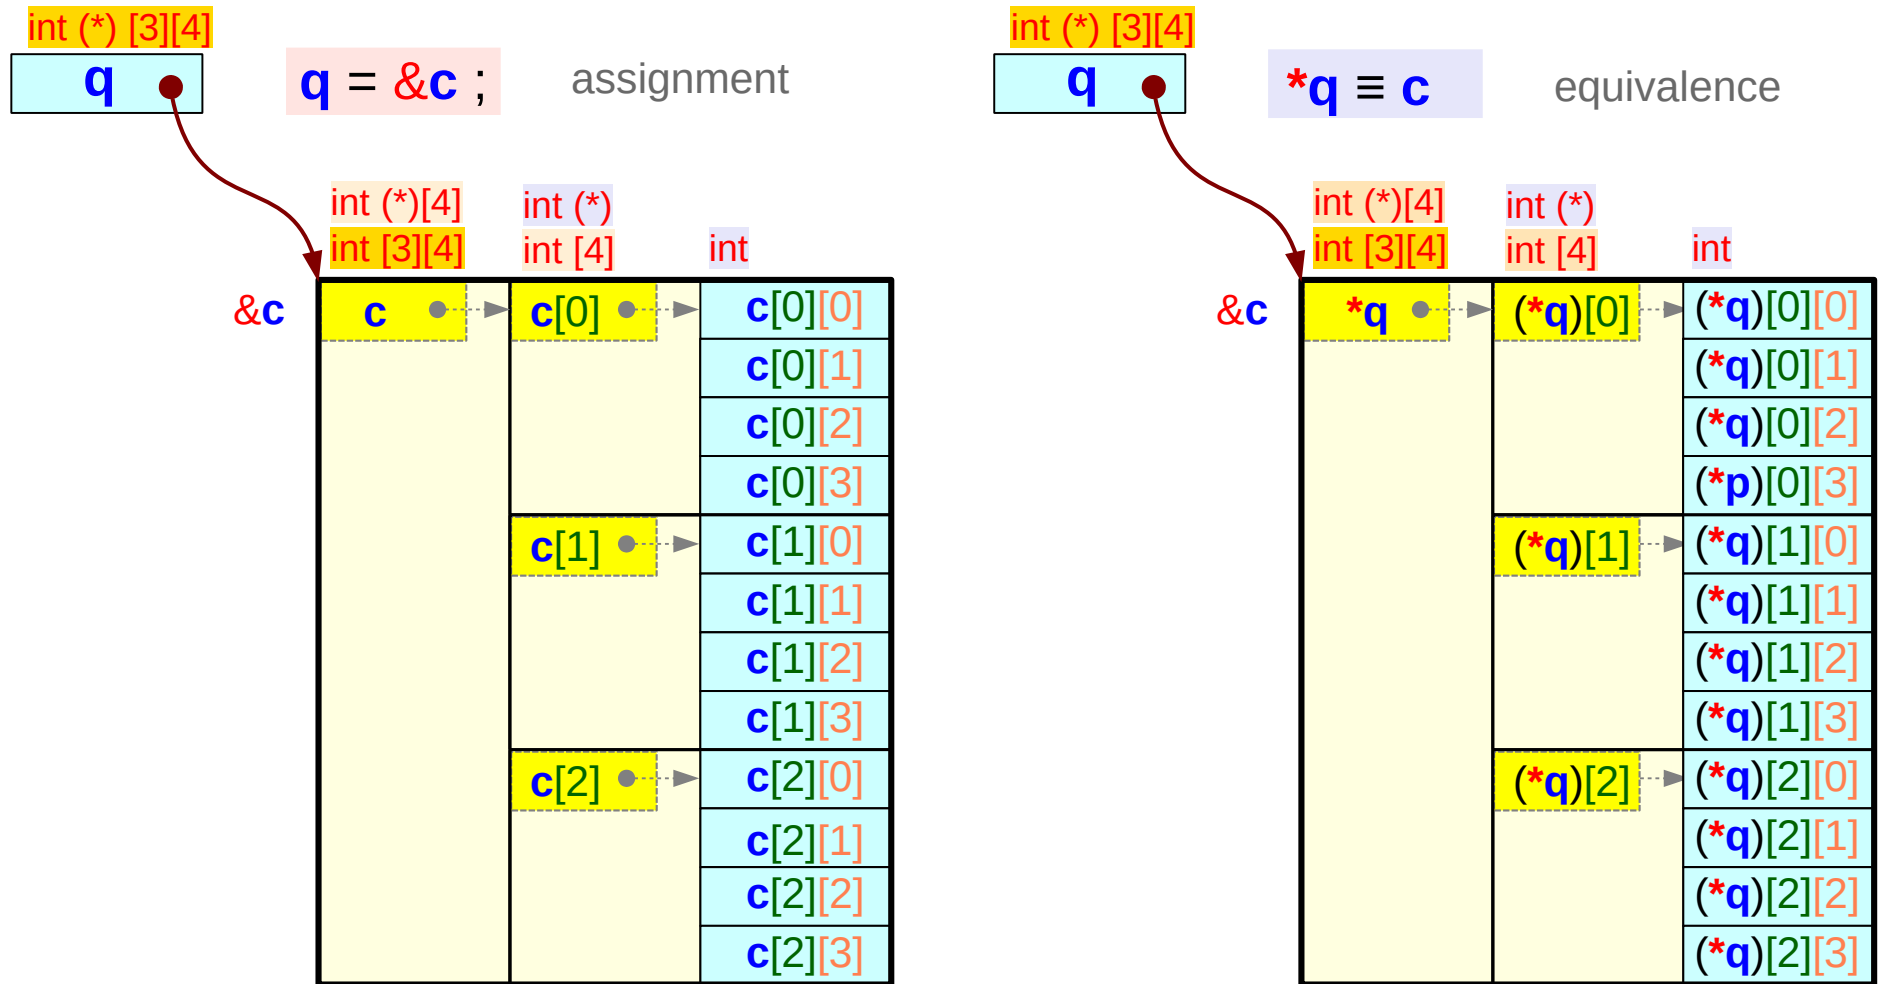 int (*) [3][4]
q
q = &c ;
assignment
int (*)[4]
int [3][4]
int (*)
int [4]
int
&c
c
c[0]
c[0][0]
c[0][1]
c[0][2]
c[0][3]
c[1]
c[1][0]
c[1][1]
c[1][2]
c[1][3]
c[2]
c[2][0]
c[2][1]
c[2][2]
c[2][3]
int (*) [3][4]
q
*q ≡ c
equivalence
int (*)[4]
int [3][4]
int (*)
int [4]
int
&c
*q
(*q)[0]
(*q)[0][0]
(*q)[0][1]
(*q)[0][2]
(*p)[0][3]
(*q)[1]
(*q)[1][0]
(*q)[1][1]
(*q)[1][2]
(*q)[1][3]
(*q)[2]
(*q)[2][0]
(*q)[2][1]
(*q)[2][2]
(*q)[2][3]